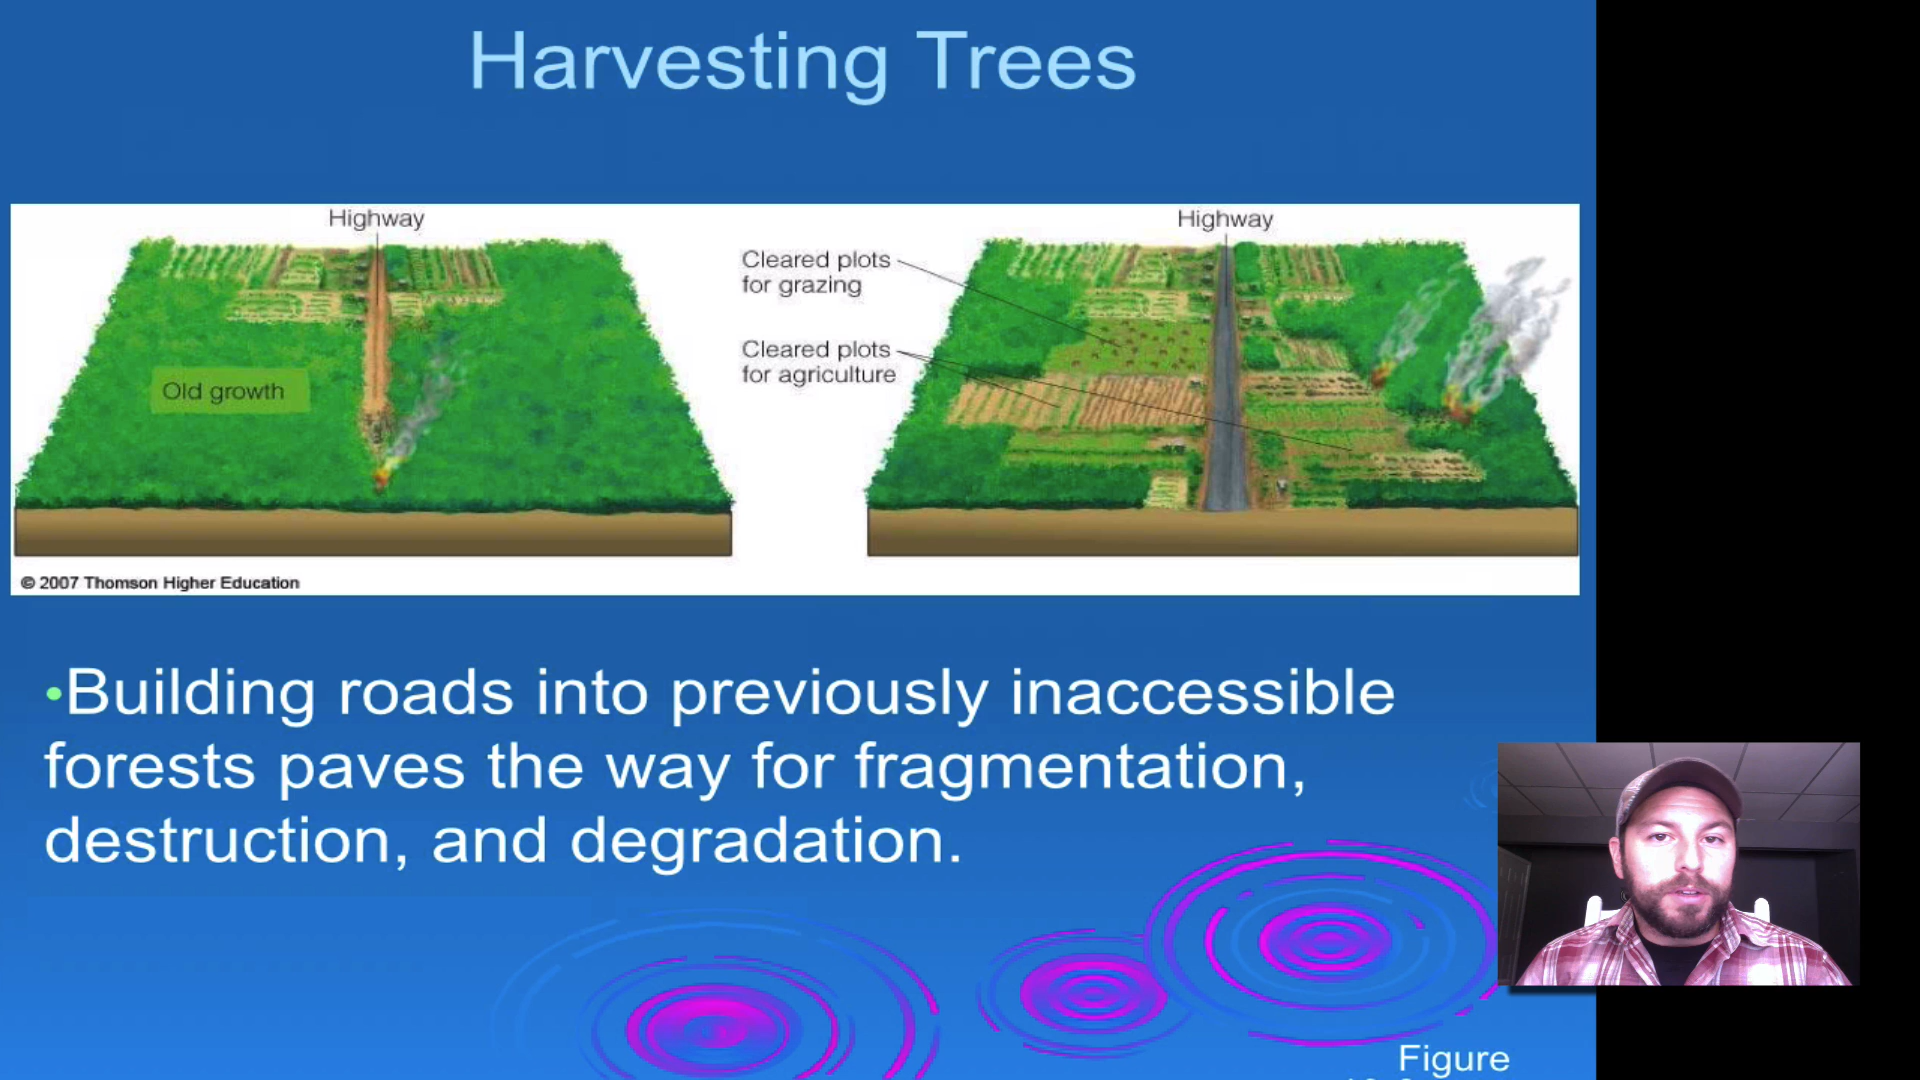 Harvesting Trees
Highway
Old growth
Highway
Cleared plots
for grazing
Cleared plots
for agriculture
© 2007 Thomson Higher Education
•Building roads into previously inaccessible
forests paves the way for fragmentation,
destruction, and degradation.
Figure